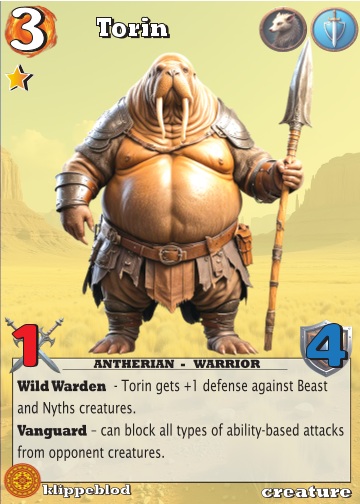 3
Torin
1
4
ANTHERIAN - WARRIOR
Wild Warden - Torin gets +1 defense against Beast
and Nyths creatures.
Vanguard - can block all types of ability-based attacks
from opponent creatures.
klippeblod
creature